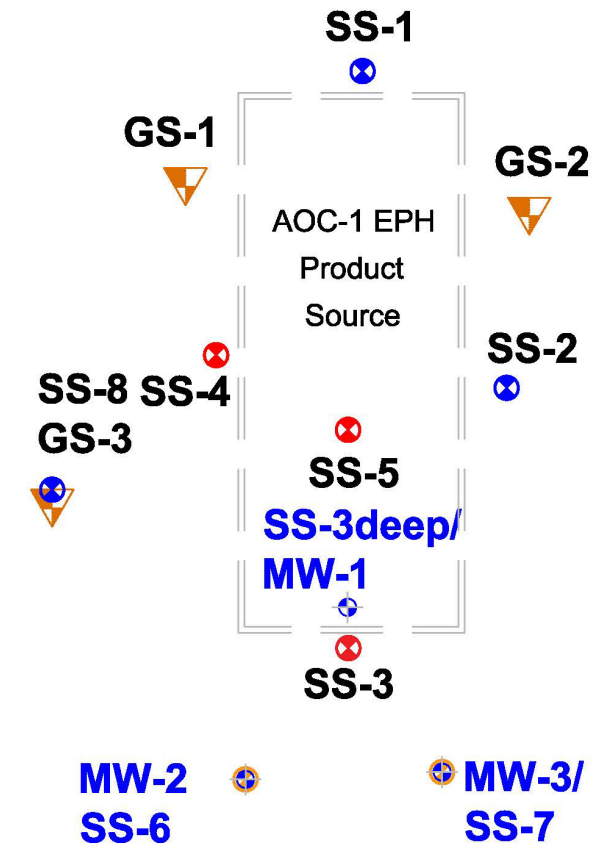 SS-1
GS-1
GS-2
AOC-1 EPH
Product
Source
SS-2
SS-8 SS-4
GS-3
SS-5
SS-3deep/
MW-1
SS-3
MW-2
SS-6
MW-3/
SS-7